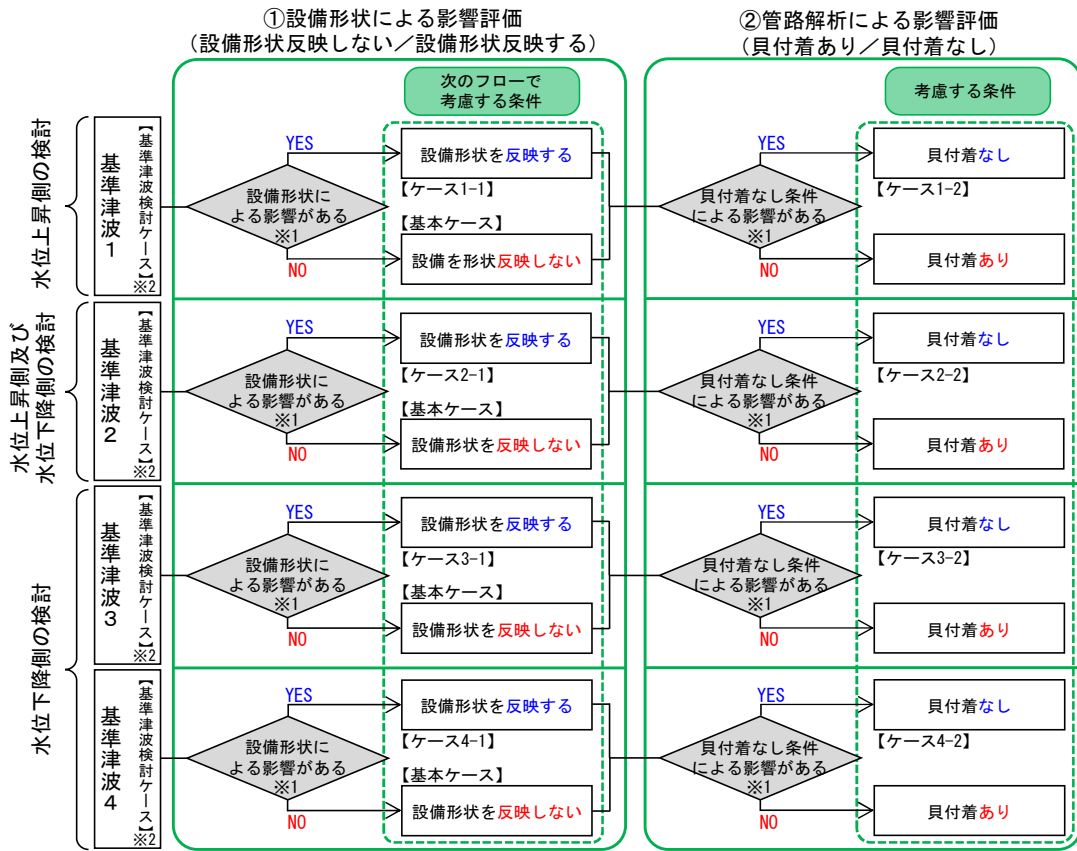 ①設備形状による影響評価
(設備形状反映しない／設備形状反映する)
②管路解析による影響評価
(貝付着あり／貝付着なし)
次のフローで
考慮する条件
考慮する条件
水位上昇側の検討
基準津波1
【基準津波検討ケース】※2
設備形状に
よる影響がある
※1
YES
設備形状を反映する
【ケース1-1】
【基本ケース】
NO
設備を形状反映しない
貝付着なし条件
による影響がある
※1
YES
貝付着なし
【ケース1-2】
NO
貝付着あり
水位上昇側及び
水位下降側の検討
基準津波2
【基準津波検討ケース】※2
設備形状に
よる影響がある
※1
YES
設備形状を反映する
【ケース2-1】
【基本ケース】
NO
設備形状を反映しない
貝付着なし条件
による影響がある
※1
YES
貝付着なし
【ケース2-2】
NO
貝付着あり
水位下降側の検討
基準津波3
【基準津波検討ケース】※2
設備形状に
よる影響がある
※1
YES
設備形状を反映する
【ケース3-1】
【基本ケース】
NO
設備形状を反映しない
貝付着なし条件
による影響がある
※1
YES
貝付着なし
【ケース3-2】
NO
貝付着あり
基準津波4
【基準津波検討ケース】※2
設備形状に
よる影響がある
※1
YES
設備形状を反映する
【ケース4-1】
【基本ケース】
NO
設備形状を反映しない
貝付着なし条件
による影響がある
※1
YES
貝付着なし
【ケース4-2】
NO
貝付着あり